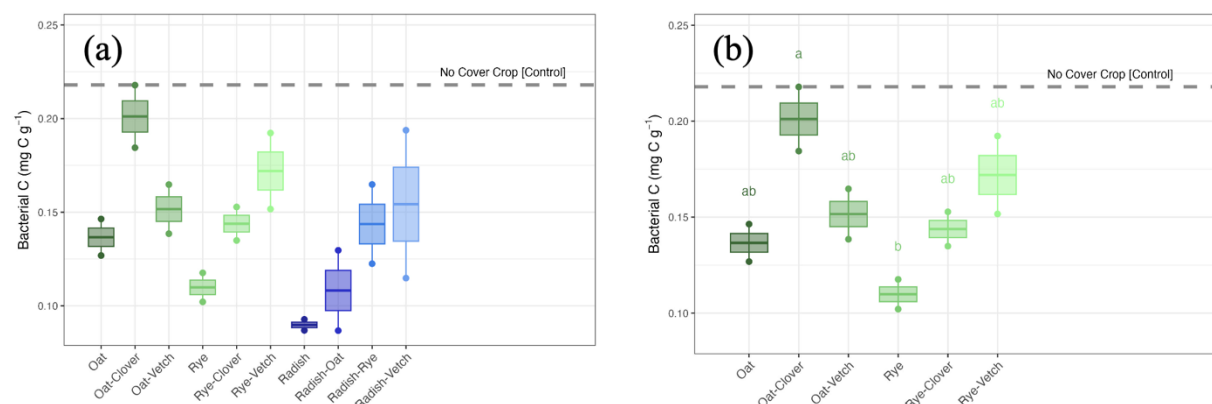 (a)
No Cover Crop [Control]
Bacterial C (mg C g⁻¹)
0.25
0.20
0.15
0.10
Oat
Oat-Clover
Oat-Vetch
Rye
Rye-Clover
Rye-Vetch
Radish
Radish-Oat
Radish-Rye
Radish-Vetch
(b)
No Cover Crop [Control]
Bacterial C (mg C g⁻¹)
0.25
0.20
0.15
0.10
ab
a
ab
b
ab
ab
Oat
Oat-Clover
Oat-Vetch
Rye
Rye-Clover
Rye-Vetch